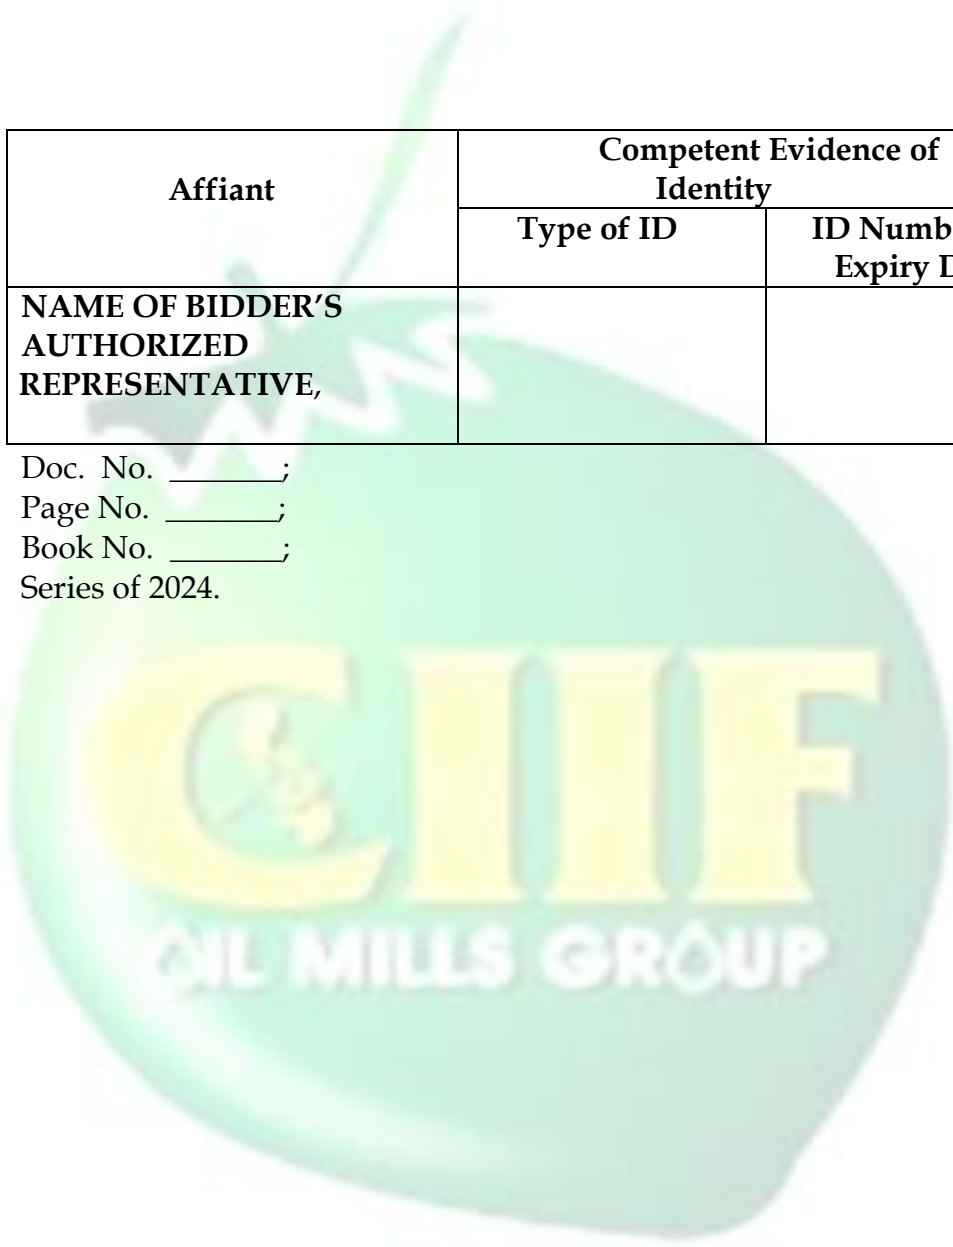 Affiant
Competent Evidence of
Identity
Type of ID
ID Numb
Expiry D
NAME OF BIDDER’S
AUTHORIZED
REPRESENTATIVE,
Doc. No. _______;
Page No. _______;
Book No. _______;
Series of 2024.
CIIF
OIL MILLS GROUP